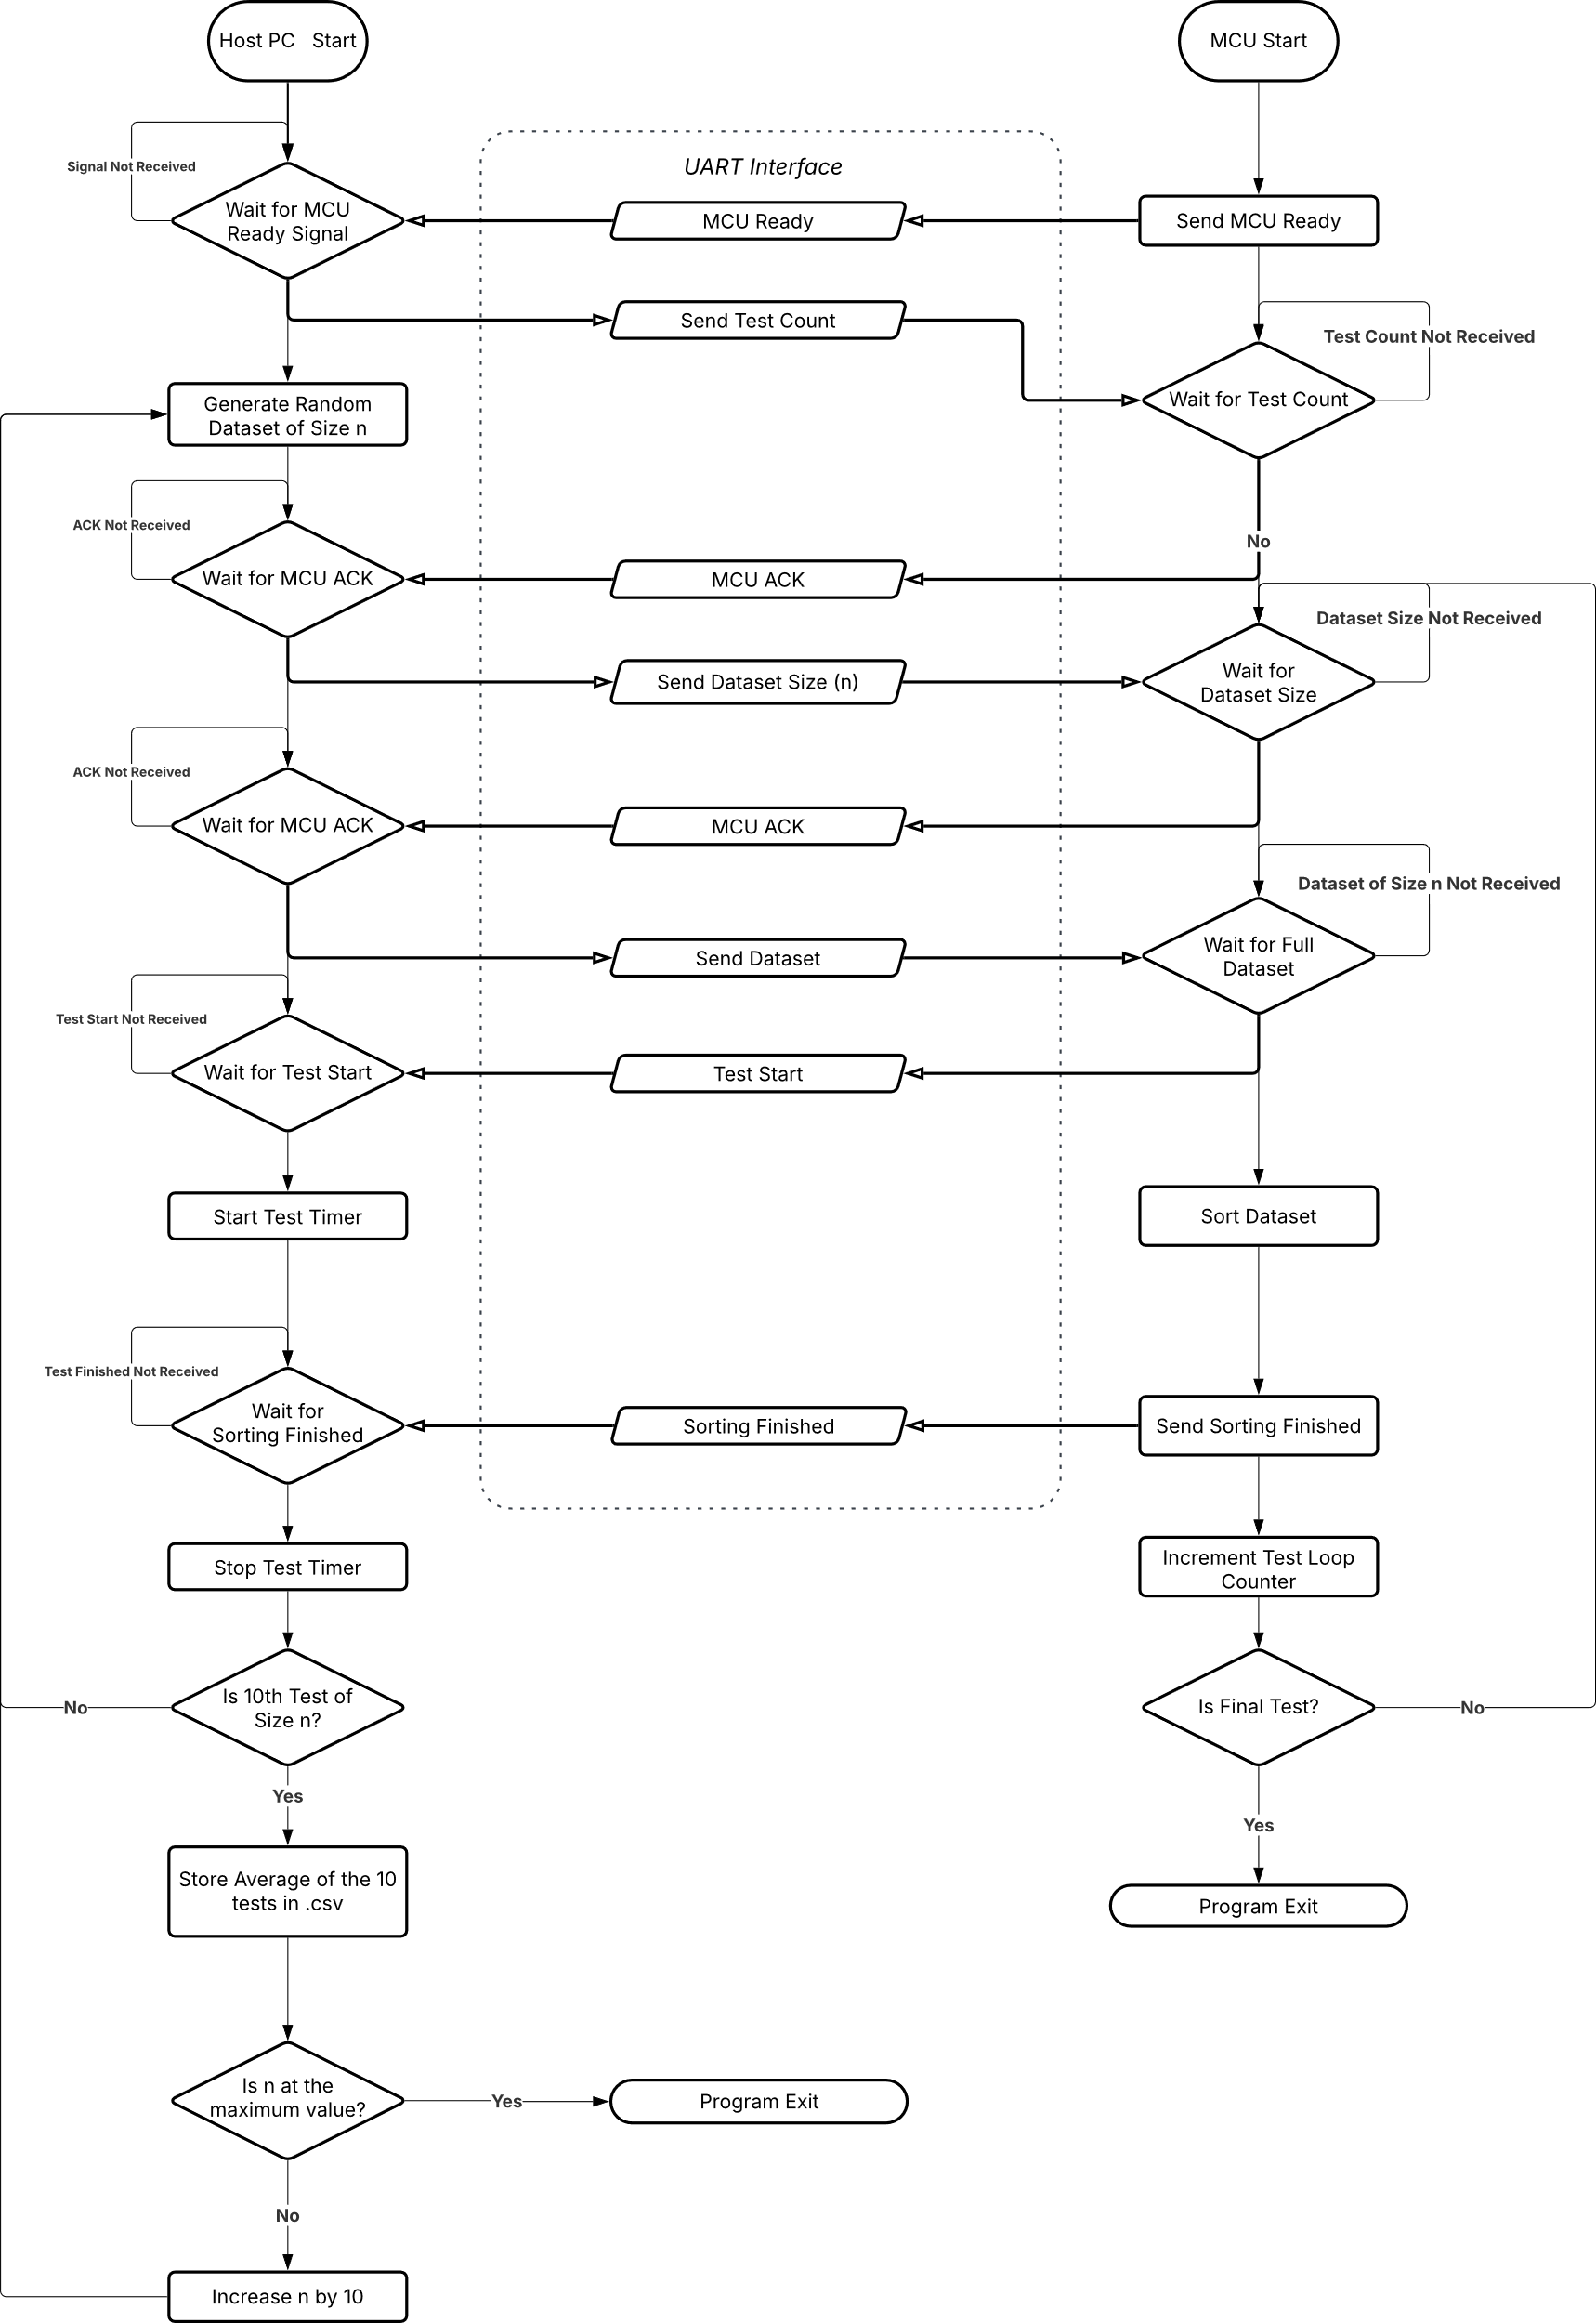 Host PC   Start
MCU Start
Signal Not Received
UART Interface
Wait for MCU
Ready Signal
MCU Ready
Send MCU Ready
Send Test Count
Test Count Not Received
Wait for Test Count
Generate Random
Dataset of Size n
ACK Not Received
No
Wait for MCU ACK
MCU ACK
Dataset Size Not Received
Wait for
Dataset Size
Send Dataset Size (n)
ACK Not Received
Wait for MCU ACK
MCU ACK
Dataset of Size n Not Received
Wait for Full
Dataset
Send Dataset
Test Start Not Received
Wait for Test Start
Test Start
Start Test Timer
Sort Dataset
Test Finished Not Received
Wait for
Sorting Finished
Sorting Finished
Send Sorting Finished
Stop Test Timer
Increment Test Loop
Counter
No
Is 10th Test of
Size n?
Is Final Test?
No
Yes
Yes
Store Average of the 10
tests in .csv
Program Exit
Is n at the
maximum value?
Yes
Program Exit
No
Increase n by 10